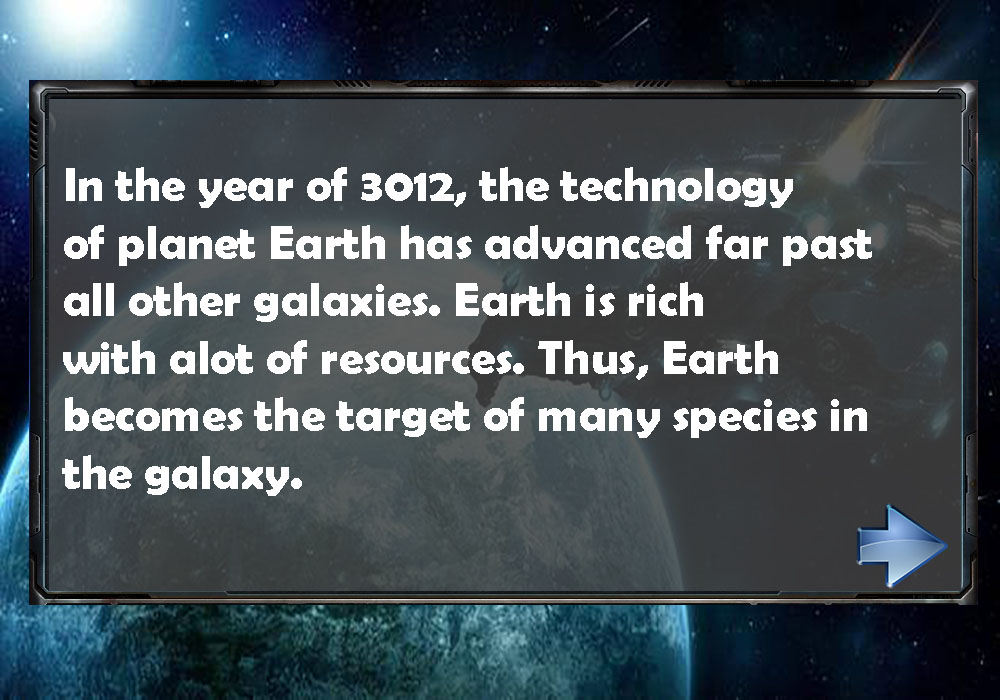 In the year of 3012, the technology
of planet Earth has advanced far past
all other galaxies. Earth is rich
with alot of resources. Thus, Earth
becomes the target of many species in
the galaxy.